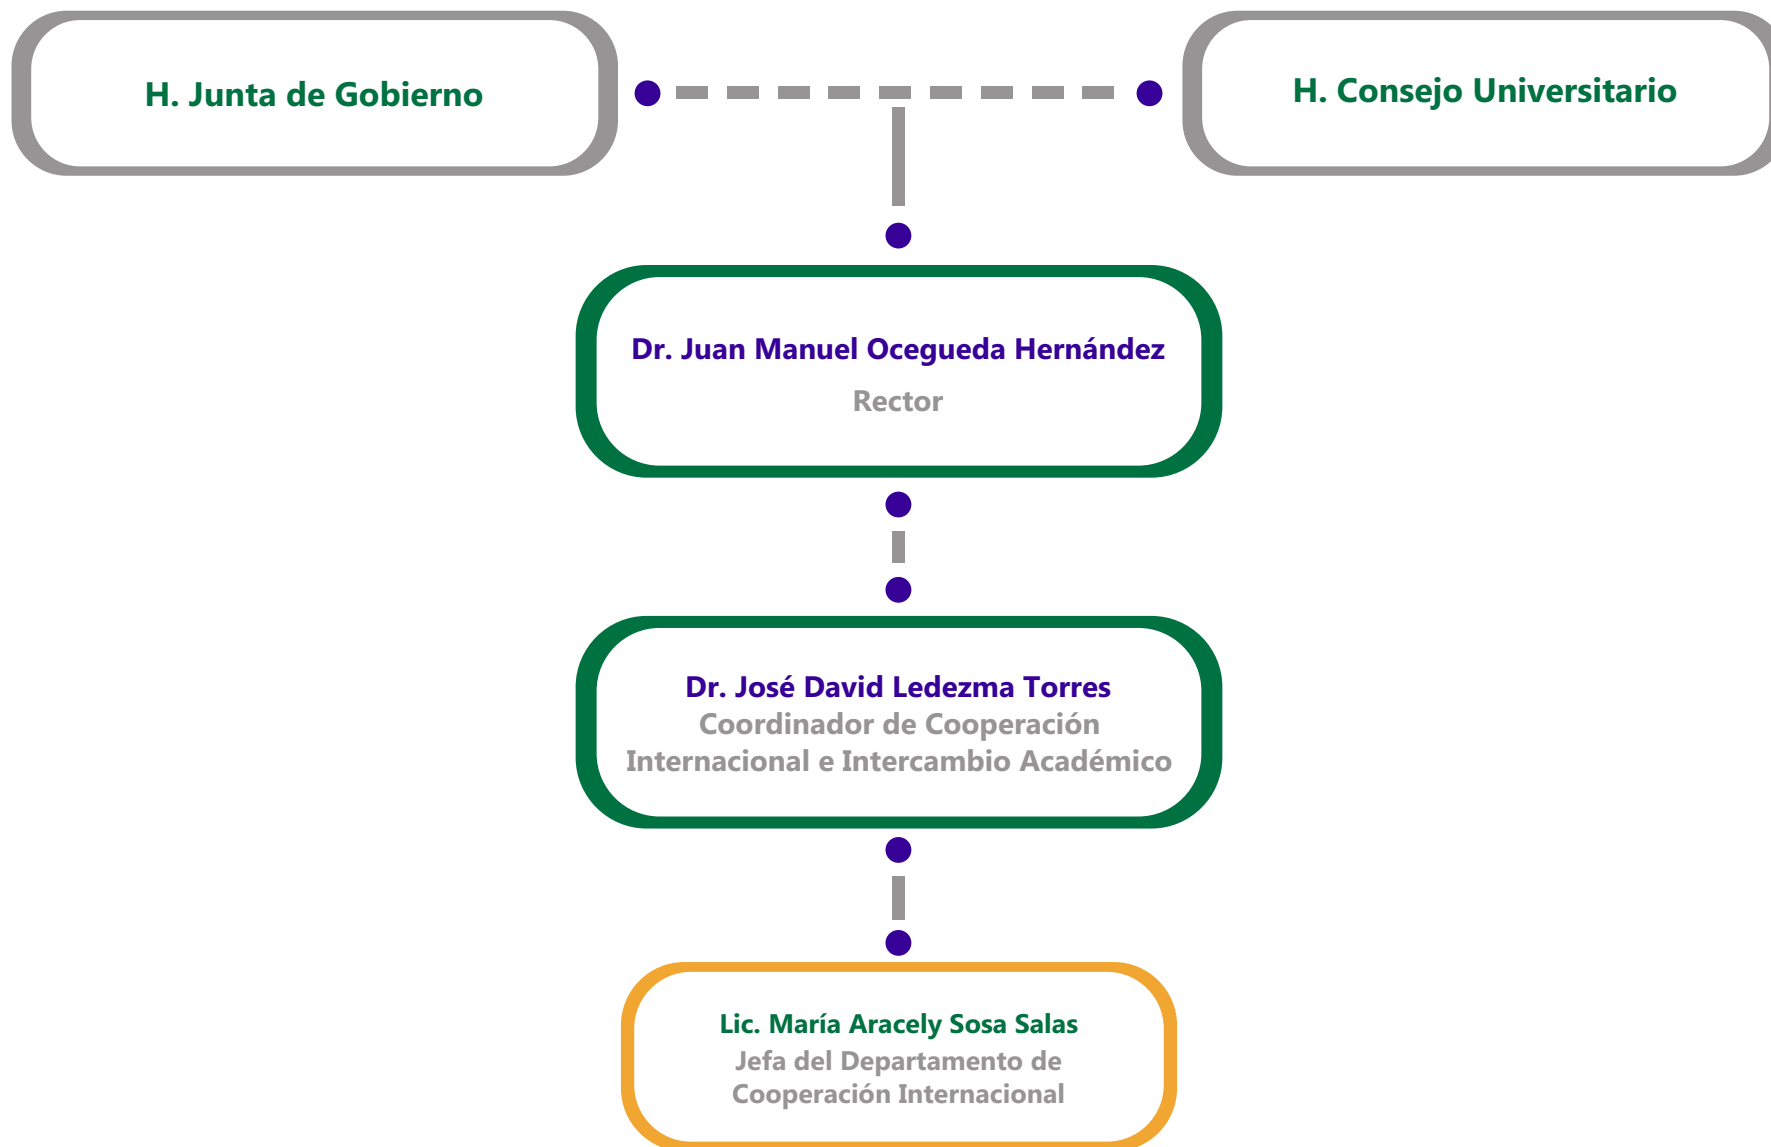 H. Junta de Gobierno
H. Consejo Universitario
Dr. Juan Manuel Ocegueda Hernández
Rector
Dr. José David Ledezma Torres
Coordinador de Cooperación
Internacional e Intercambio Académico
Lic. María Aracely Sosa Salas
Jefa del Departamento de
Cooperación Internacional